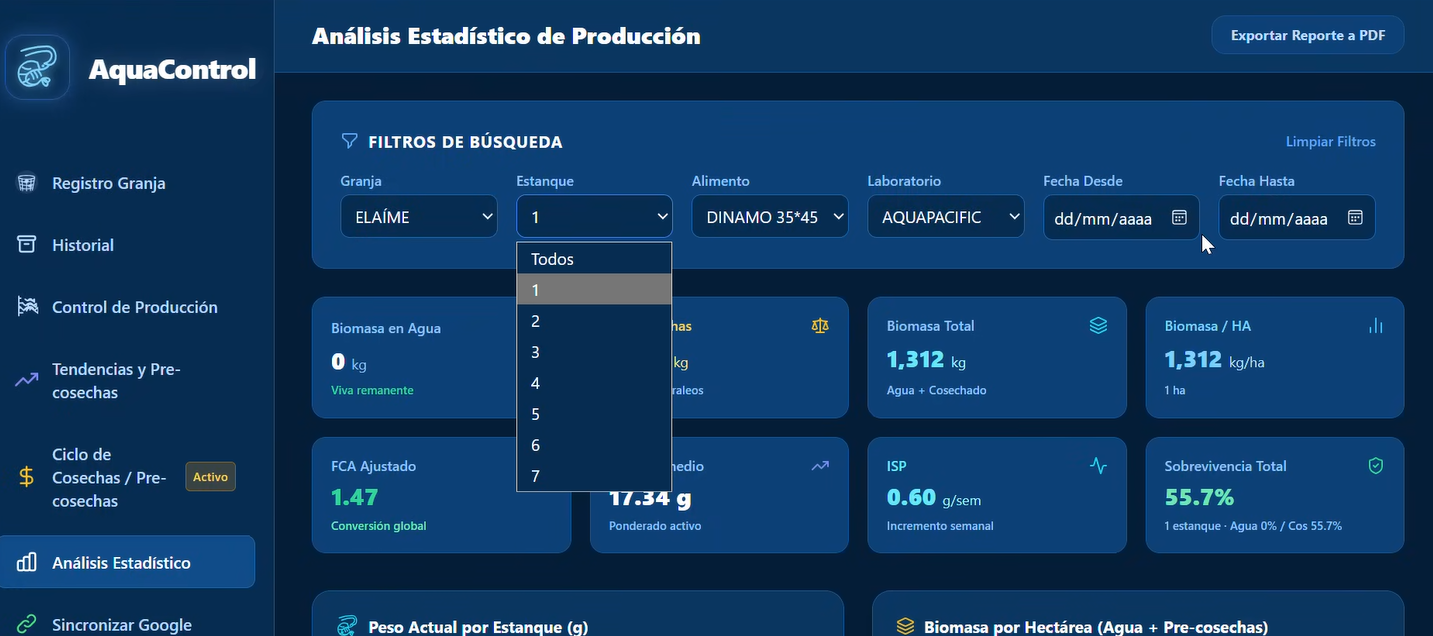 AquaControl
Registro Granja
Historial
Control de Producción
Tendencias y Pre-
cosechas
Ciclo de
Cosechas / Pre-
cosechas
Activo
Análisis Estadístico
Sincronizar Google
Análisis Estadístico de Producción
Exportar Reporte a PDF
FILTROS DE BÚSQUEDA
Limpiar Filtros
Granja
ELAÍME
Estanque
1
Todos
1
2
3
4
5
6
7
Alimento
DINAMO 35*45
Laboratorio
AQUAPACIFIC
Fecha Desde
dd/mm/aaaa
Fecha Hasta
dd/mm/aaaa
Biomasa en Agua
0 kg
Viva remanente
has
kg
raleos
Biomasa Total
1,312 kg
Agua + Cosechado
Biomasa / HA
1,312 kg/ha
1 ha
FCA Ajustado
1.47
Conversión global
medio
17.34 g
Ponderado activo
ISP
0.60 g/sem
Incremento semanal
Sobrevivencia Total
55.7%
1 estanque · Agua 0% / Cos 55.7%
Peso Actual por Estanque (g)
Biomasa por Hectárea (Agua + Pre-cosechas)